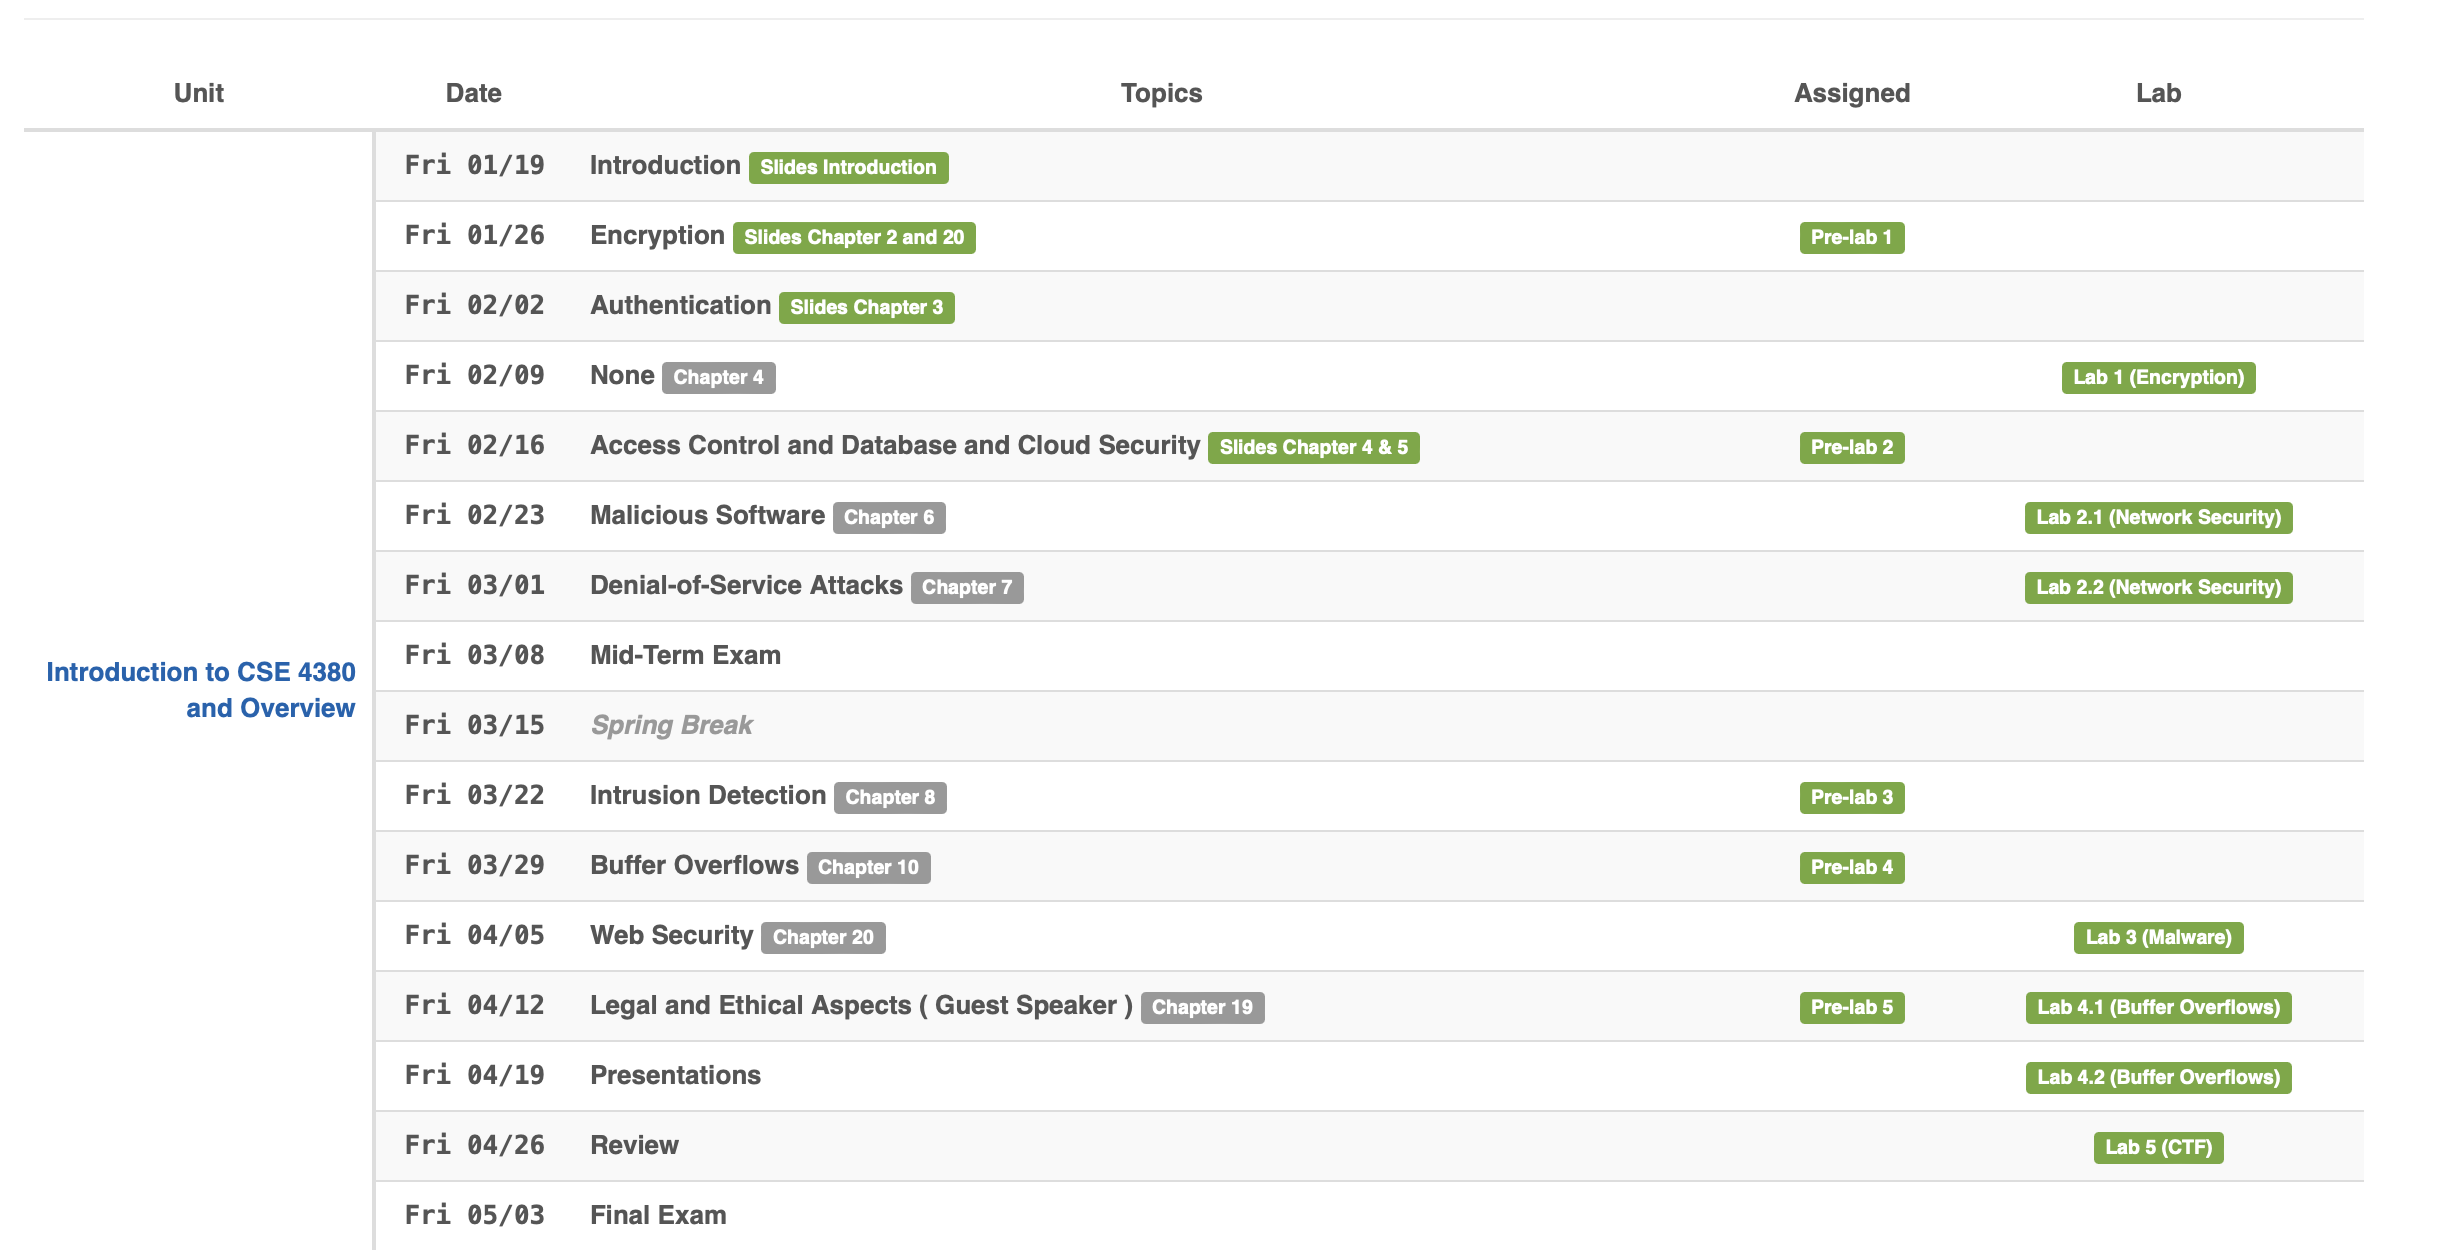 Unit Date Topics Assigned Lab
Fri 01/19 Introduction Slides Introduction
Fri 01/26 Encryption Slides Chapter 2 and 20 Pre-lab 1
Fri 02/02 Authentication Slides Chapter 3
Fri 02/09 None Chapter 4 Lab 1 (Encryption)
Fri 02/16 Access Control and Database and Cloud Security Slides Chapter 4 & 5 Pre-lab 2
Fri 02/23 Malicious Software Chapter 6 Lab 2.1 (Network Security)
Fri 03/01 Denial-of-Service Attacks Chapter 7 Lab 2.2 (Network Security)
Fri 03/08 Mid-Term Exam
Introduction to CSE 4380
and Overview
Fri 03/15 Spring Break
Fri 03/22 Intrusion Detection Chapter 8 Pre-lab 3
Fri 03/29 Buffer Overflows Chapter 10 Pre-lab 4
Fri 04/05 Web Security Chapter 20 Lab 3 (Malware)
Fri 04/12 Legal and Ethical Aspects ( Guest Speaker ) Chapter 19 Pre-lab 5 Lab 4.1 (Buffer Overflows)
Fri 04/19 Presentations Lab 4.2 (Buffer Overflows)
Fri 04/26 Review Lab 5 (CTF)
Fri 05/03 Final Exam